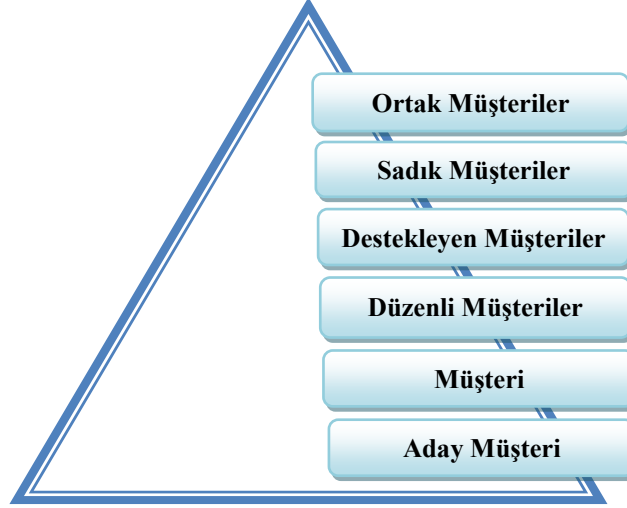 Ortak Müşteriler
Sadık Müşteriler
Destekleyen Müşteriler
Düzenli Müşteriler
Müşteri
Aday Müşteri